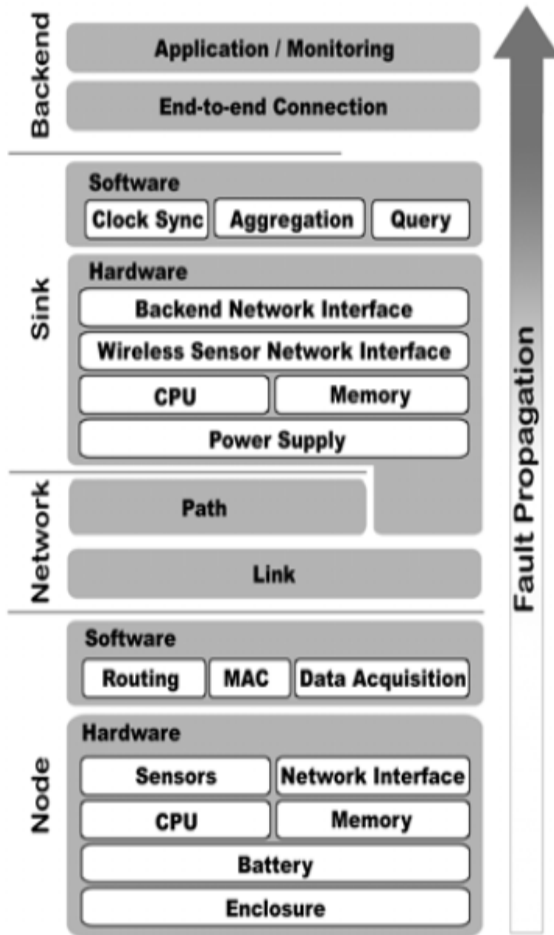 Backend
Application / Monitoring
End-to-end Connection
Sink
Software
Clock Sync Aggregation Query
Hardware
Backend Network Interface
Wireless Sensor Network Interface
CPU Memory
Power Supply
Network
Path
Link
Node
Software
Routing MAC Data Acquisition
Hardware
Sensors Network Interface
CPU Memory
Battery
Enclosure
Fault Propagation